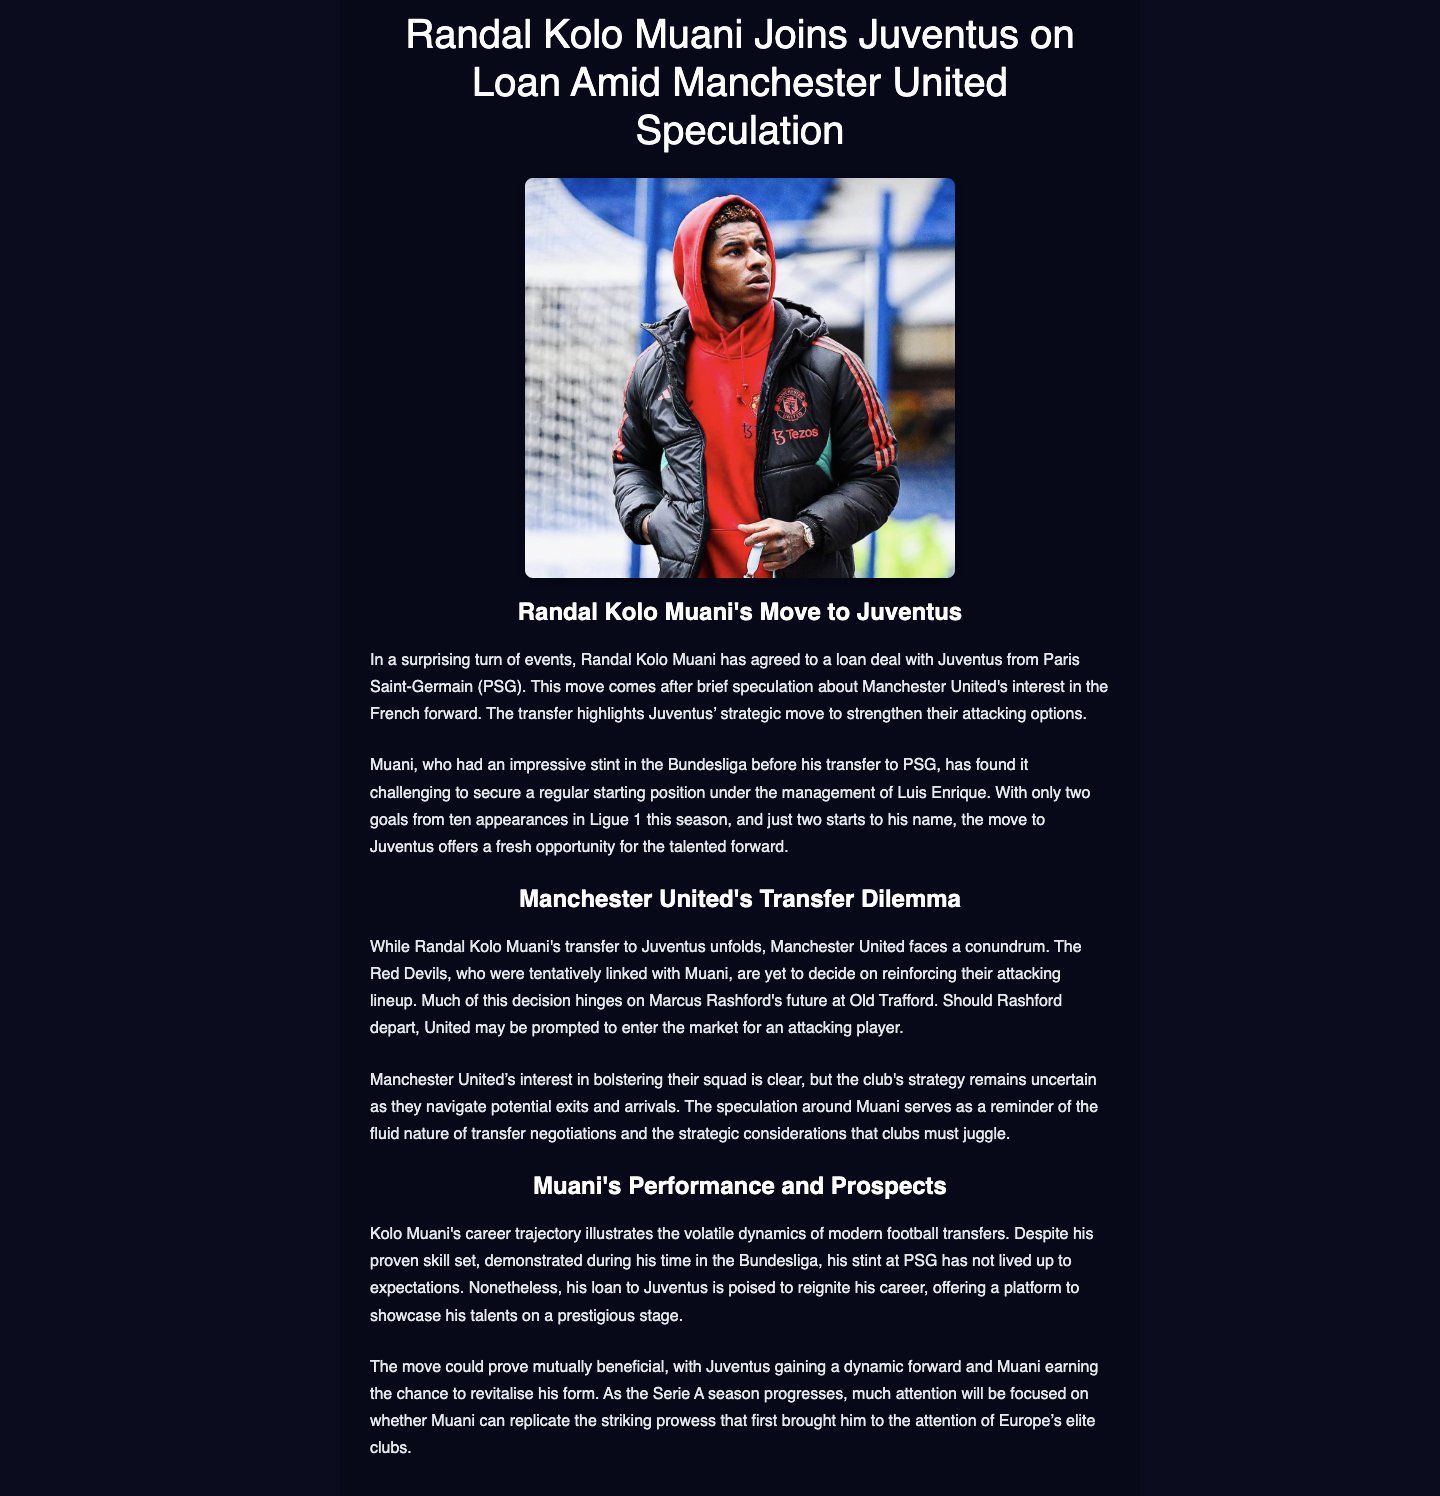 Randal Kolo Muani Joins Juventus on
Loan Amid Manchester United
Speculation
MANCHESTER
UNITED
Tezos
Randal Kolo Muani's Move to Juventus
In a surprising turn of events, Randal Kolo Muani has agreed to a loan deal with Juventus from Paris
Saint-Germain (PSG). This move comes after brief speculation about Manchester United's interest in the
French forward. The transfer highlights Juventus’ strategic move to strengthen their attacking options.
Muani, who had an impressive stint in the Bundesliga before his transfer to PSG, has found it
challenging to secure a regular starting position under the management of Luis Enrique. With only two
goals from ten appearances in Ligue 1 this season, and just two starts to his name, the move to
Juventus offers a fresh opportunity for the talented forward.
Manchester United's Transfer Dilemma
While Randal Kolo Muani's transfer to Juventus unfolds, Manchester United faces a conundrum. The
Red Devils, who were tentatively linked with Muani, are yet to decide on reinforcing their attacking
lineup. Much of this decision hinges on Marcus Rashford's future at Old Trafford. Should Rashford
depart, United may be prompted to enter the market for an attacking player.
Manchester United’s interest in bolstering their squad is clear, but the club's strategy remains uncertain
as they navigate potential exits and arrivals. The speculation around Muani serves as a reminder of the
fluid nature of transfer negotiations and the strategic considerations that clubs must juggle.
Muani's Performance and Prospects
Kolo Muani's career trajectory illustrates the volatile dynamics of modern football transfers. Despite his
proven skill set, demonstrated during his time in the Bundesliga, his stint at PSG has not lived up to
expectations. Nonetheless, his loan to Juventus is poised to reignite his career, offering a platform to
showcase his talents on a prestigious stage.
The move could prove mutually beneficial, with Juventus gaining a dynamic forward and Muani earning
the chance to revitalise his form. As the Serie A season progresses, much attention will be focused on
whether Muani can replicate the striking prowess that first brought him to the attention of Europe’s elite
clubs.